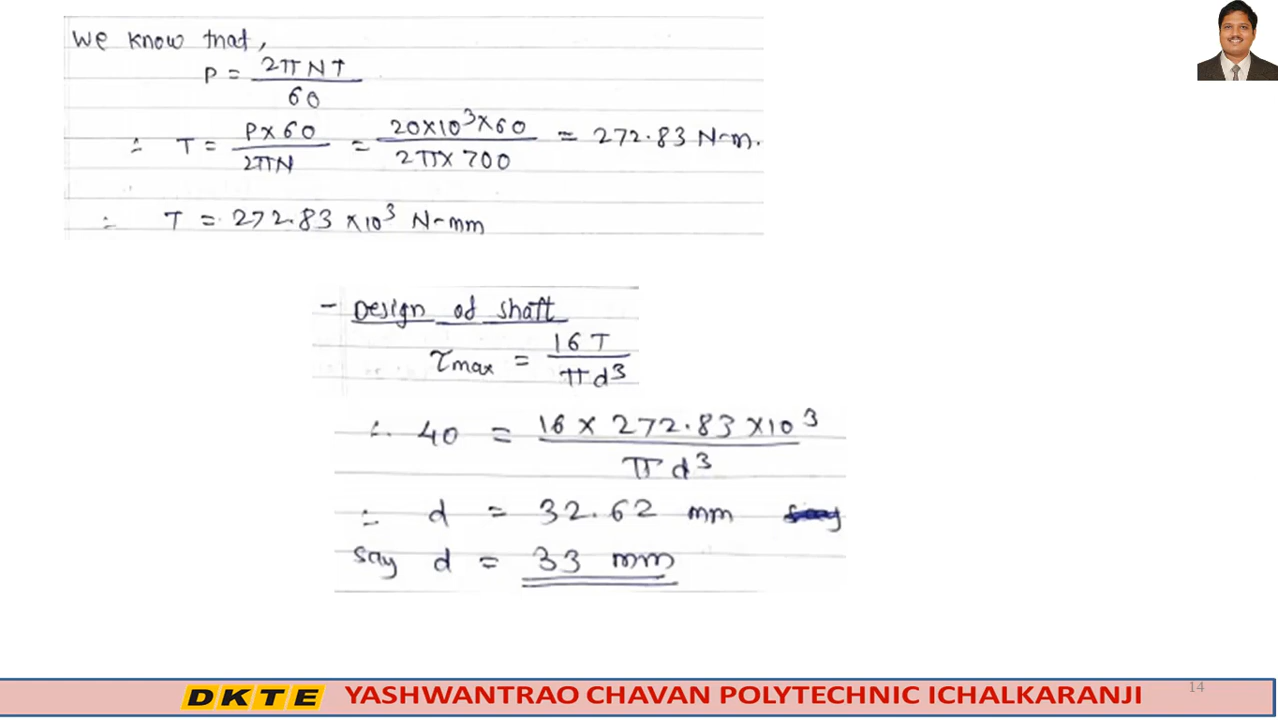 We know that,
P = 2πNT / 60
∴ T = P×60 / 2πN = 20×10³×60 / 2π×700 = 272.83 N-m.
∴ T = 272.83 ×10³ N-mm
- Design of shaft
τmax = 16T / πd³
∴ 40 = 16 × 272.83 ×10³ / πd³
∴ d = 32.62 mm
say d = 33 mm
DKTE YASHWANTRAO CHAVAN POLYTECHNIC ICHALKARANJI 14